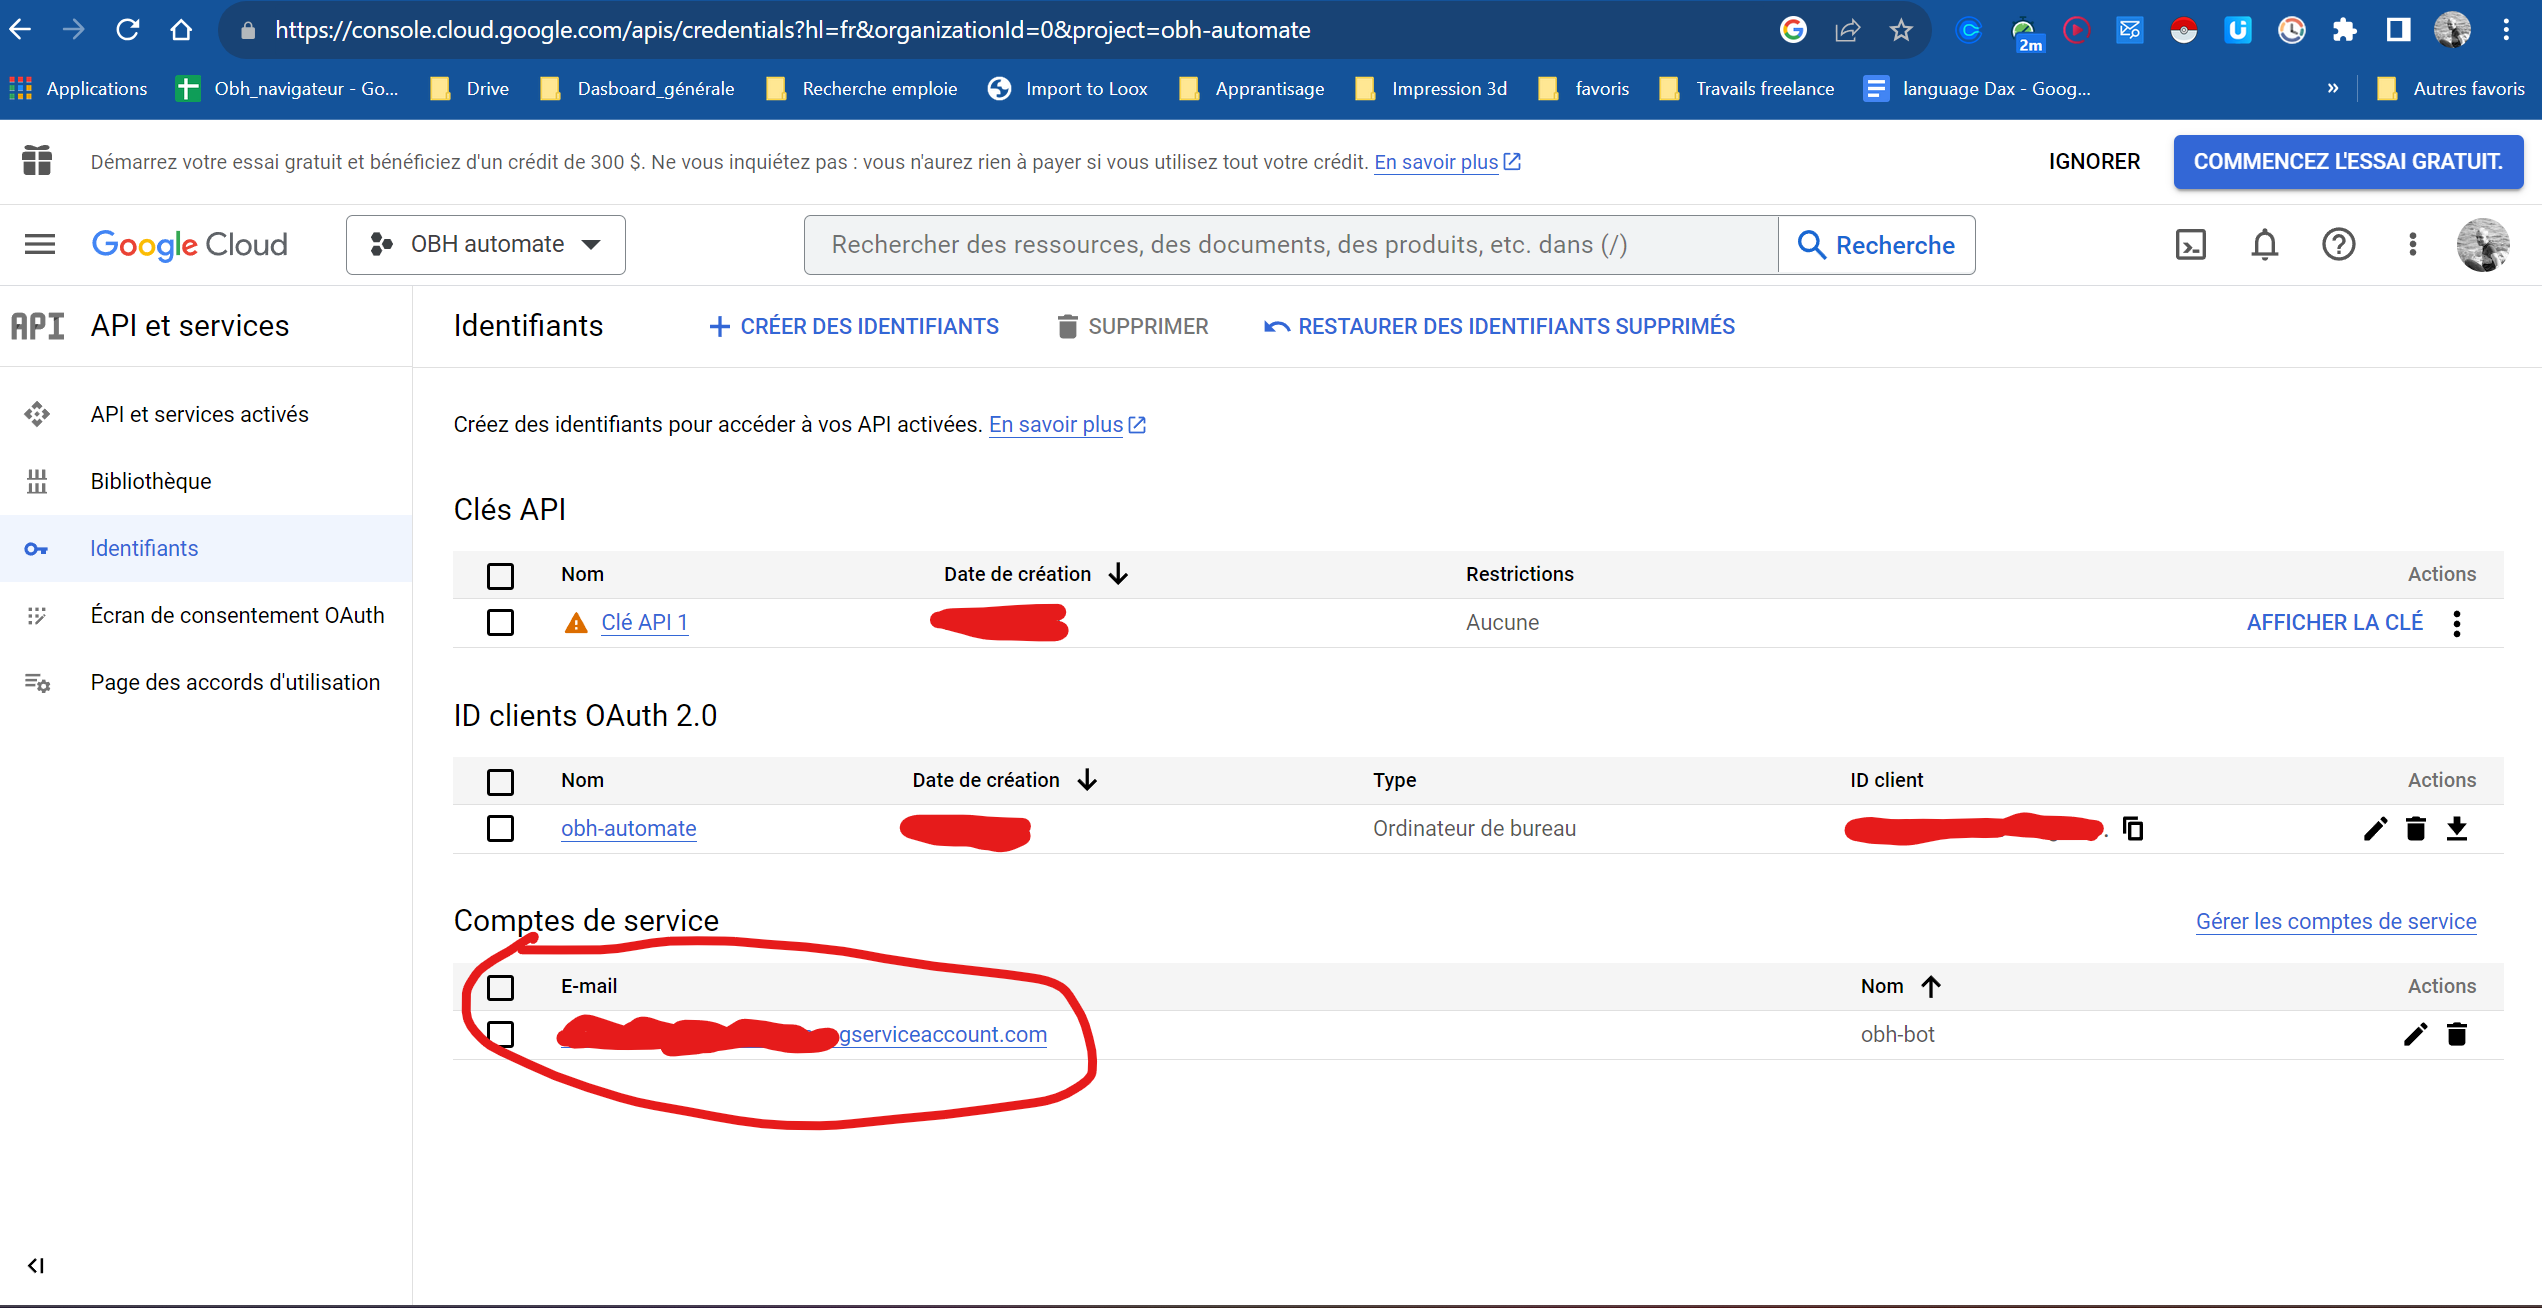 https://console.cloud.google.com/apis/credentials?hl=fr&organizationId=0&project=obh-automate
2m
Applications
Obh_navigateur - Go...
Drive
Dasboard_générale
Recherche emploie
Import to Loox
Apprantisage
Impression 3d
favoris
Travails freelance
language Dax - Goog...
»
Autres favoris
Démarrez votre essai gratuit et bénéficiez d'un crédit de 300 $. Ne vous inquiétez pas : vous n'aurez rien à payer si vous utilisez tout votre crédit. En savoir plus
IGNORER
COMMENCEZ L'ESSAI GRATUIT.
Google Cloud
OBH automate
Rechercher des ressources, des documents, des produits, etc. dans (/)
Recherche
API
API et services
Identifiants
CRÉER DES IDENTIFIANTS
SUPPRIMER
RESTAURER DES IDENTIFIANTS SUPPRIMÉS
API et services activés
Bibliothèque
Identifiants
Écran de consentement OAuth
Page des accords d'utilisation
Créez des identifiants pour accéder à vos API activées. En savoir plus
Clés API
Nom
Date de création
Restrictions
Actions
Clé API 1
Aucune
AFFICHER LA CLÉ
ID clients OAuth 2.0
Nom
Date de création
Type
ID client
Actions
obh-automate
Ordinateur de bureau
Comptes de service
Gérer les comptes de service
E-mail
Nom
Actions
gserviceaccount.com
obh-bot